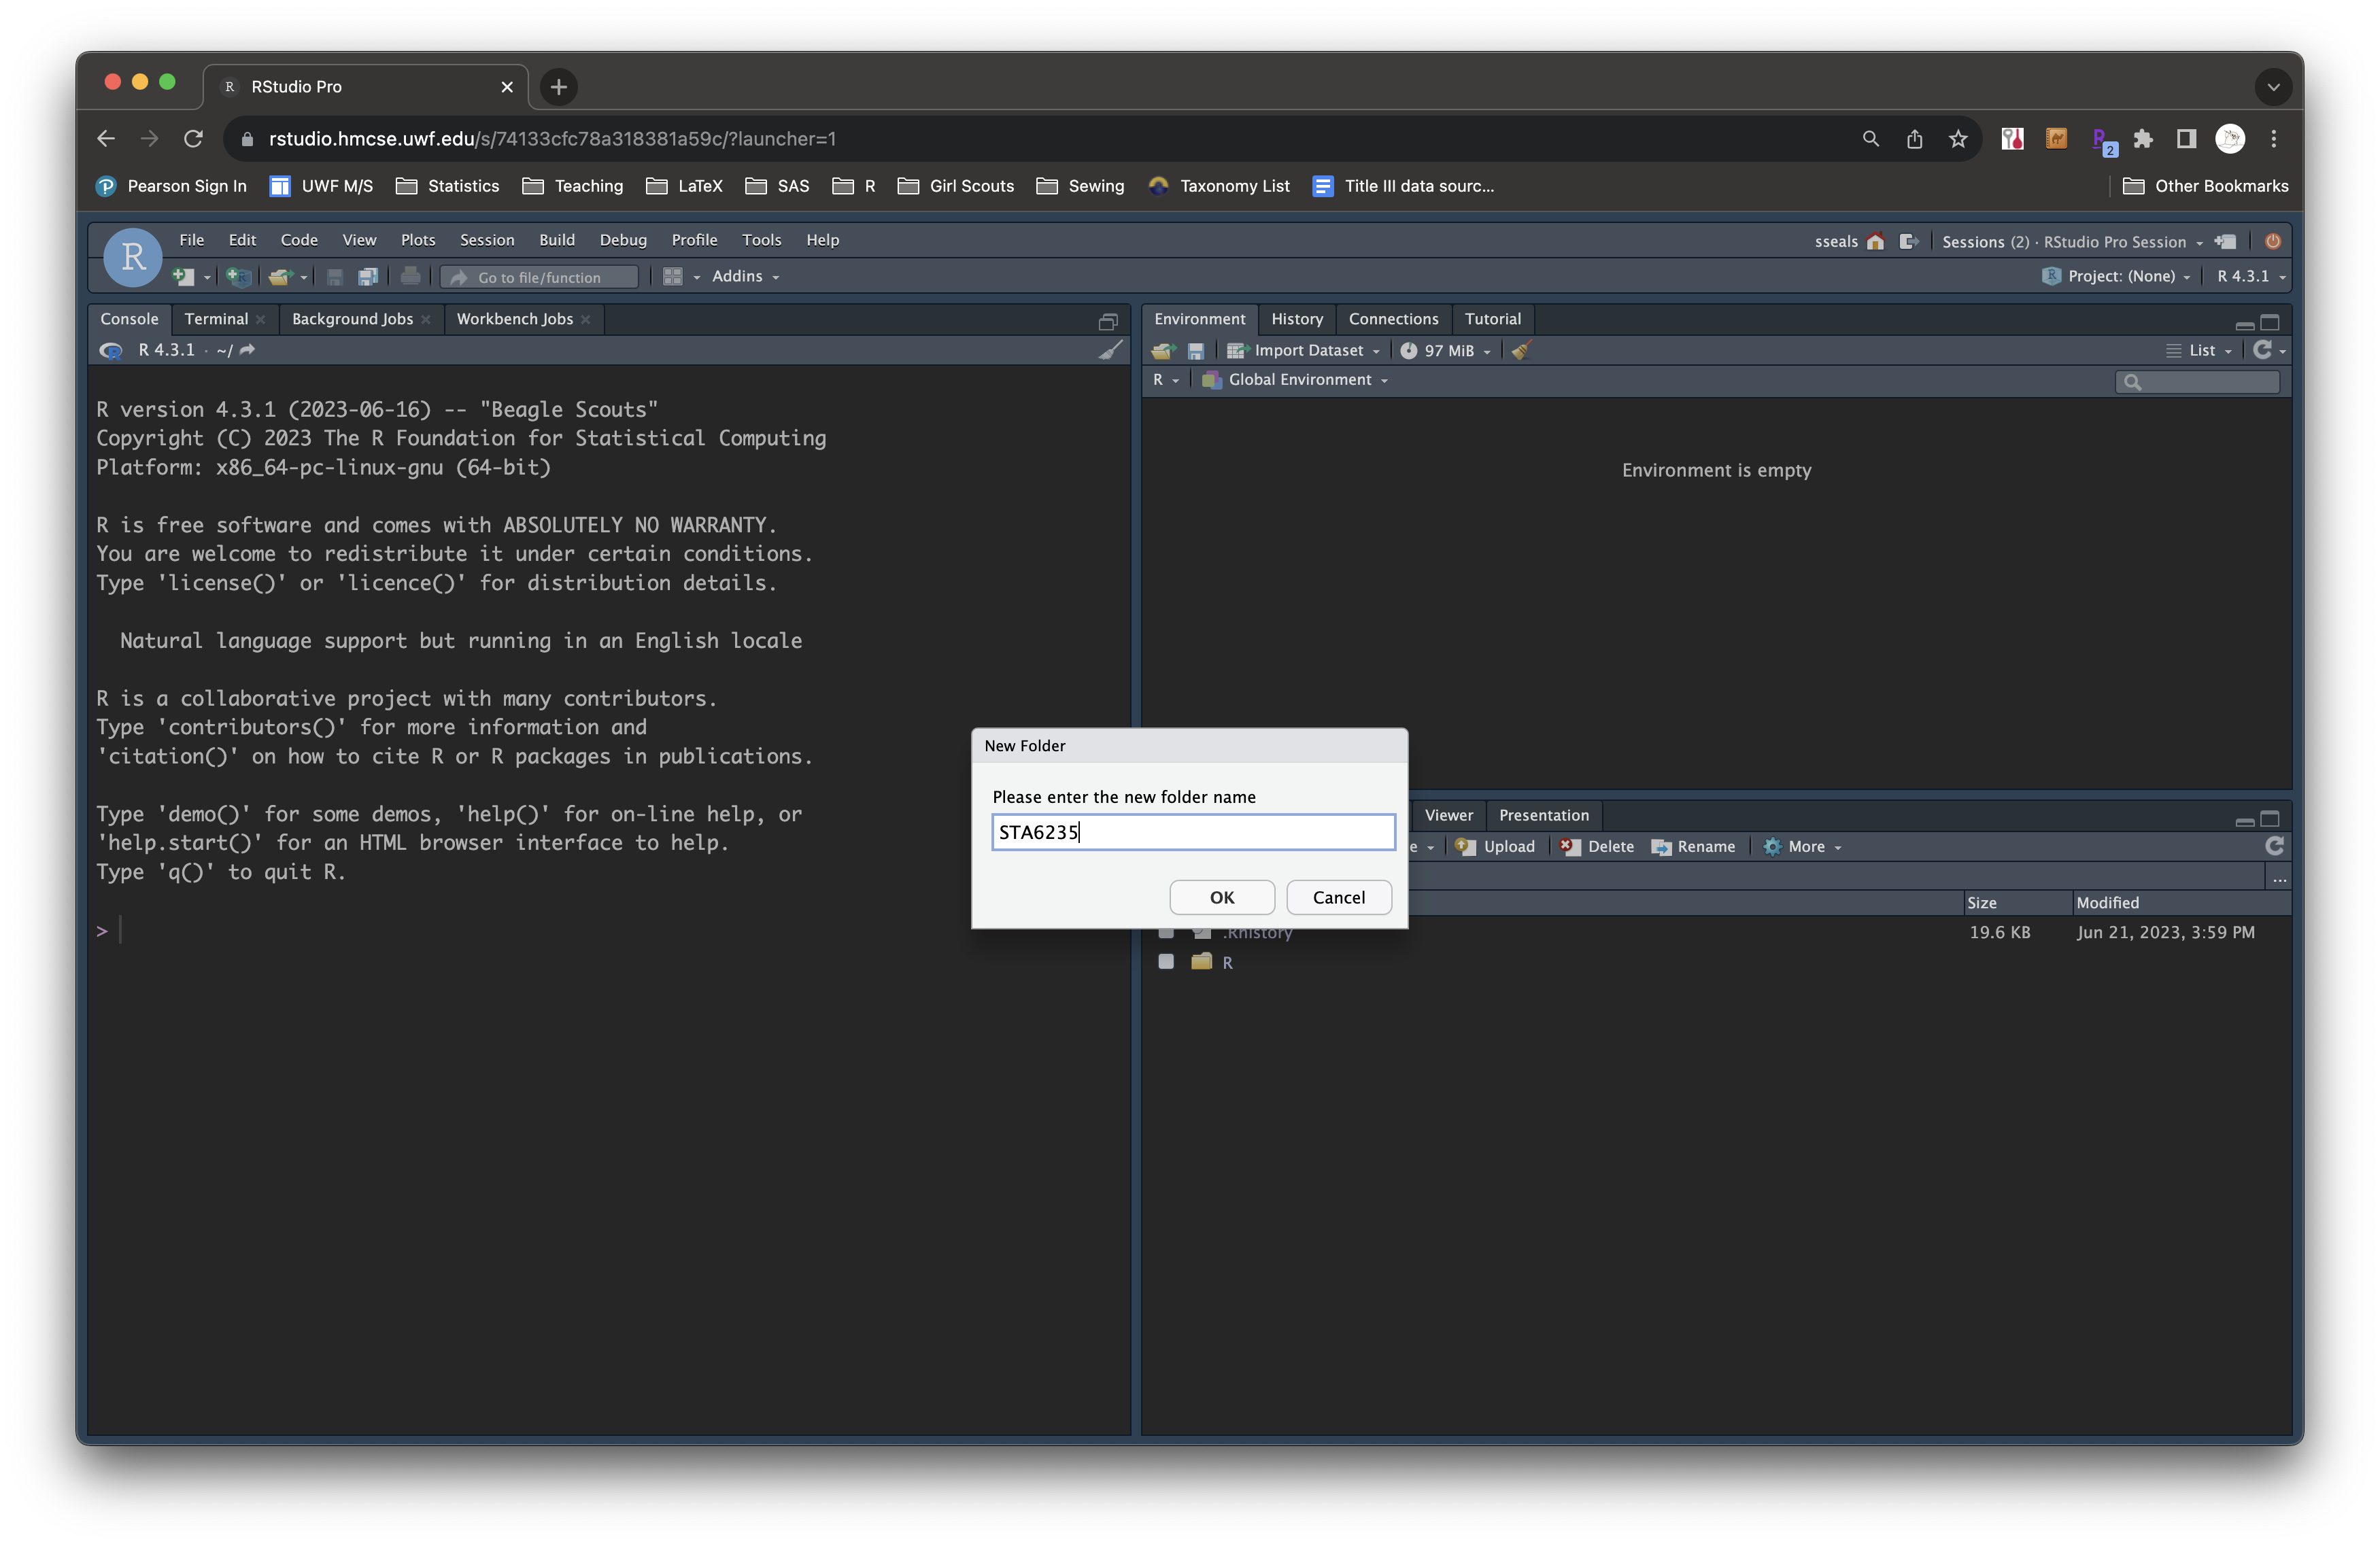 RStudio Pro
rstudio.hmcse.uwf.edu/s/74133cfc78a318381a59c/?launcher=1
2
Pearson Sign In UWF M/S Statistics Teaching LaTeX SAS R Girl Scouts Sewing Taxonomy List Title III data sourc... Other Bookmarks
R File Edit Code View Plots Session Build Debug Profile Tools Help sseals Sessions (2) · RStudio Pro Session
Go to file/function Addins Project: (None) R 4.3.1
Console Terminal Background Jobs Workbench Jobs
R 4.3.1 · ~/
R version 4.3.1 (2023-06-16) -- "Beagle Scouts"
Copyright (C) 2023 The R Foundation for Statistical Computing
Platform: x86_64-pc-linux-gnu (64-bit)
R is free software and comes with ABSOLUTELY NO WARRANTY.
You are welcome to redistribute it under certain conditions.
Type 'license()' or 'licence()' for distribution details.
Natural language support but running in an English locale
R is a collaborative project with many contributors.
Type 'contributors()' for more information and
'citation()' on how to cite R or R packages in publications.
Type 'demo()' for some demos, 'help()' for on-line help, or
'help.start()' for an HTML browser interface to help.
Type 'q()' to quit R.
>
Environment History Connections Tutorial
Import Dataset 97 MiB List
R Global Environment
Environment is empty
New Folder
Please enter the new folder name
STA6235
OK Cancel
Viewer Presentation
e Upload Delete Rename More
...
Size Modified
.Rhistory 19.6 KB Jun 21, 2023, 3:59 PM
R